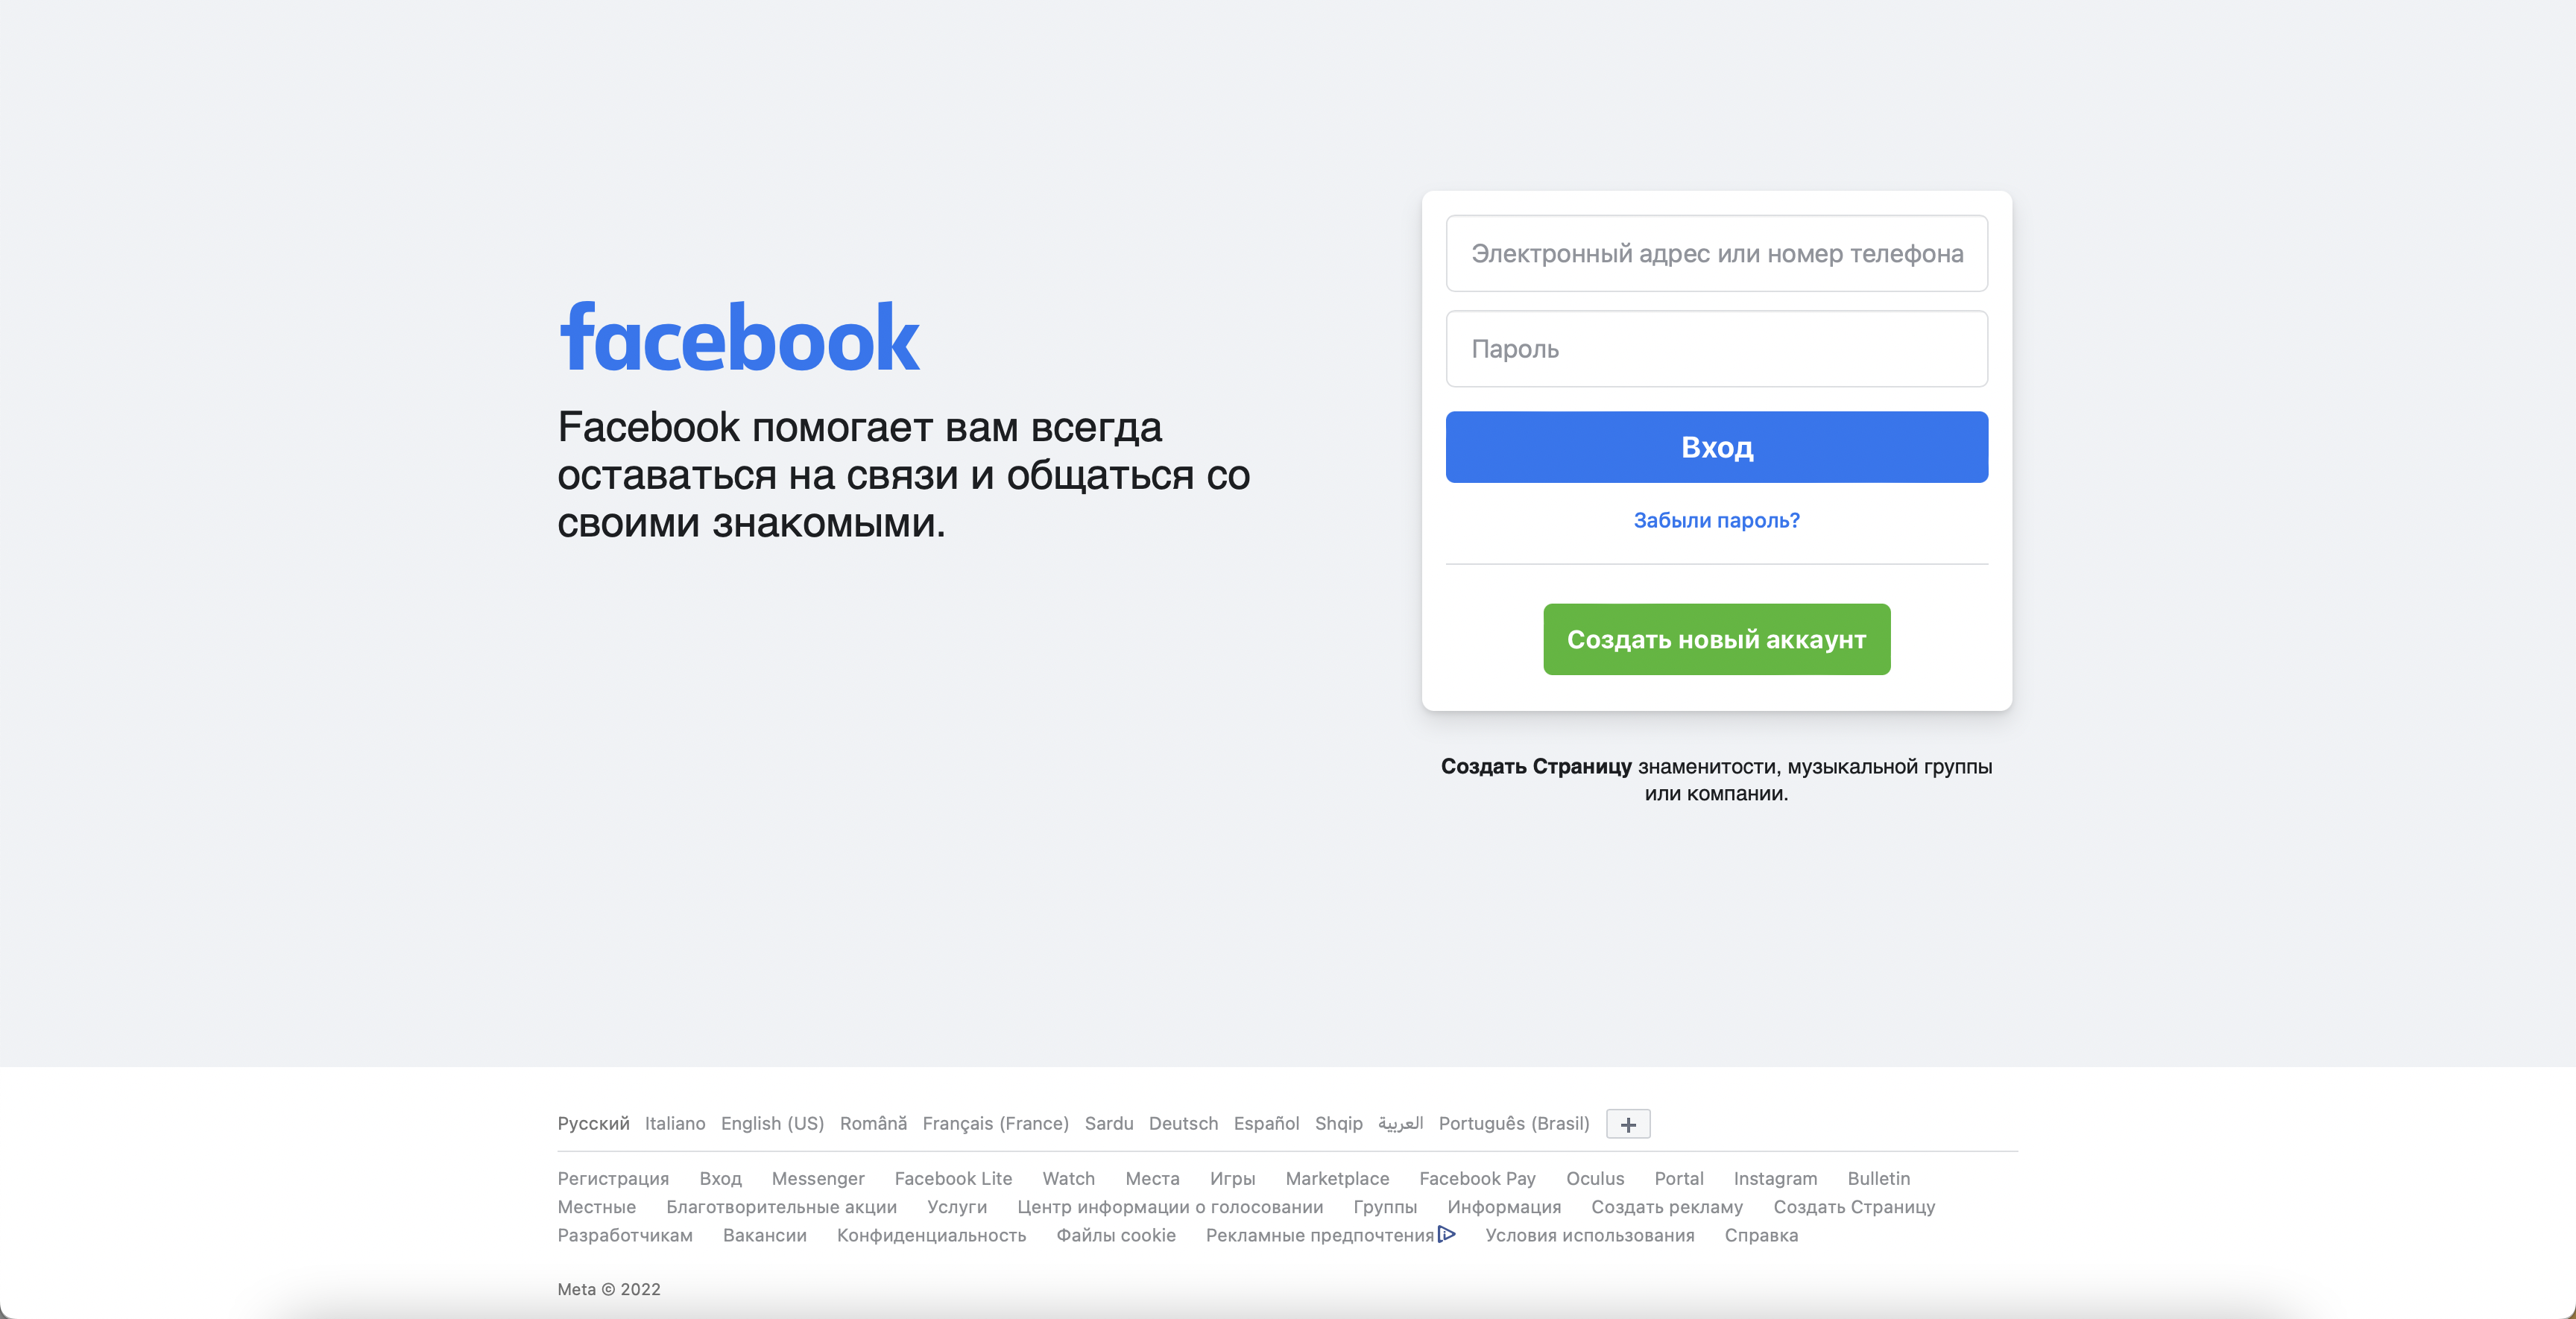 facebook
Facebook помогает вам всегда
оставаться на связи и общаться со
своими знакомыми.
Электронный адрес или номер телефона
Пароль
Вход
Забыли пароль?
Создать новый аккаунт
Создать Страницу знаменитости, музыкальной группы
или компании.
Русский Italiano English (US) Română Français (France) Sardu Deutsch Español Shqip العربية Português (Brasil) +
Регистрация Вход Messenger Facebook Lite Watch Места Игры Marketplace Facebook Pay Oculus Portal Instagram Bulletin
Местные Благотворительные акции Услуги Центр информации о голосовании Группы Информация Создать рекламу Создать Страницу
Разработчикам Вакансии Конфиденциальность Файлы cookie Рекламные предпочтения Условия использования Справка
Meta © 2022